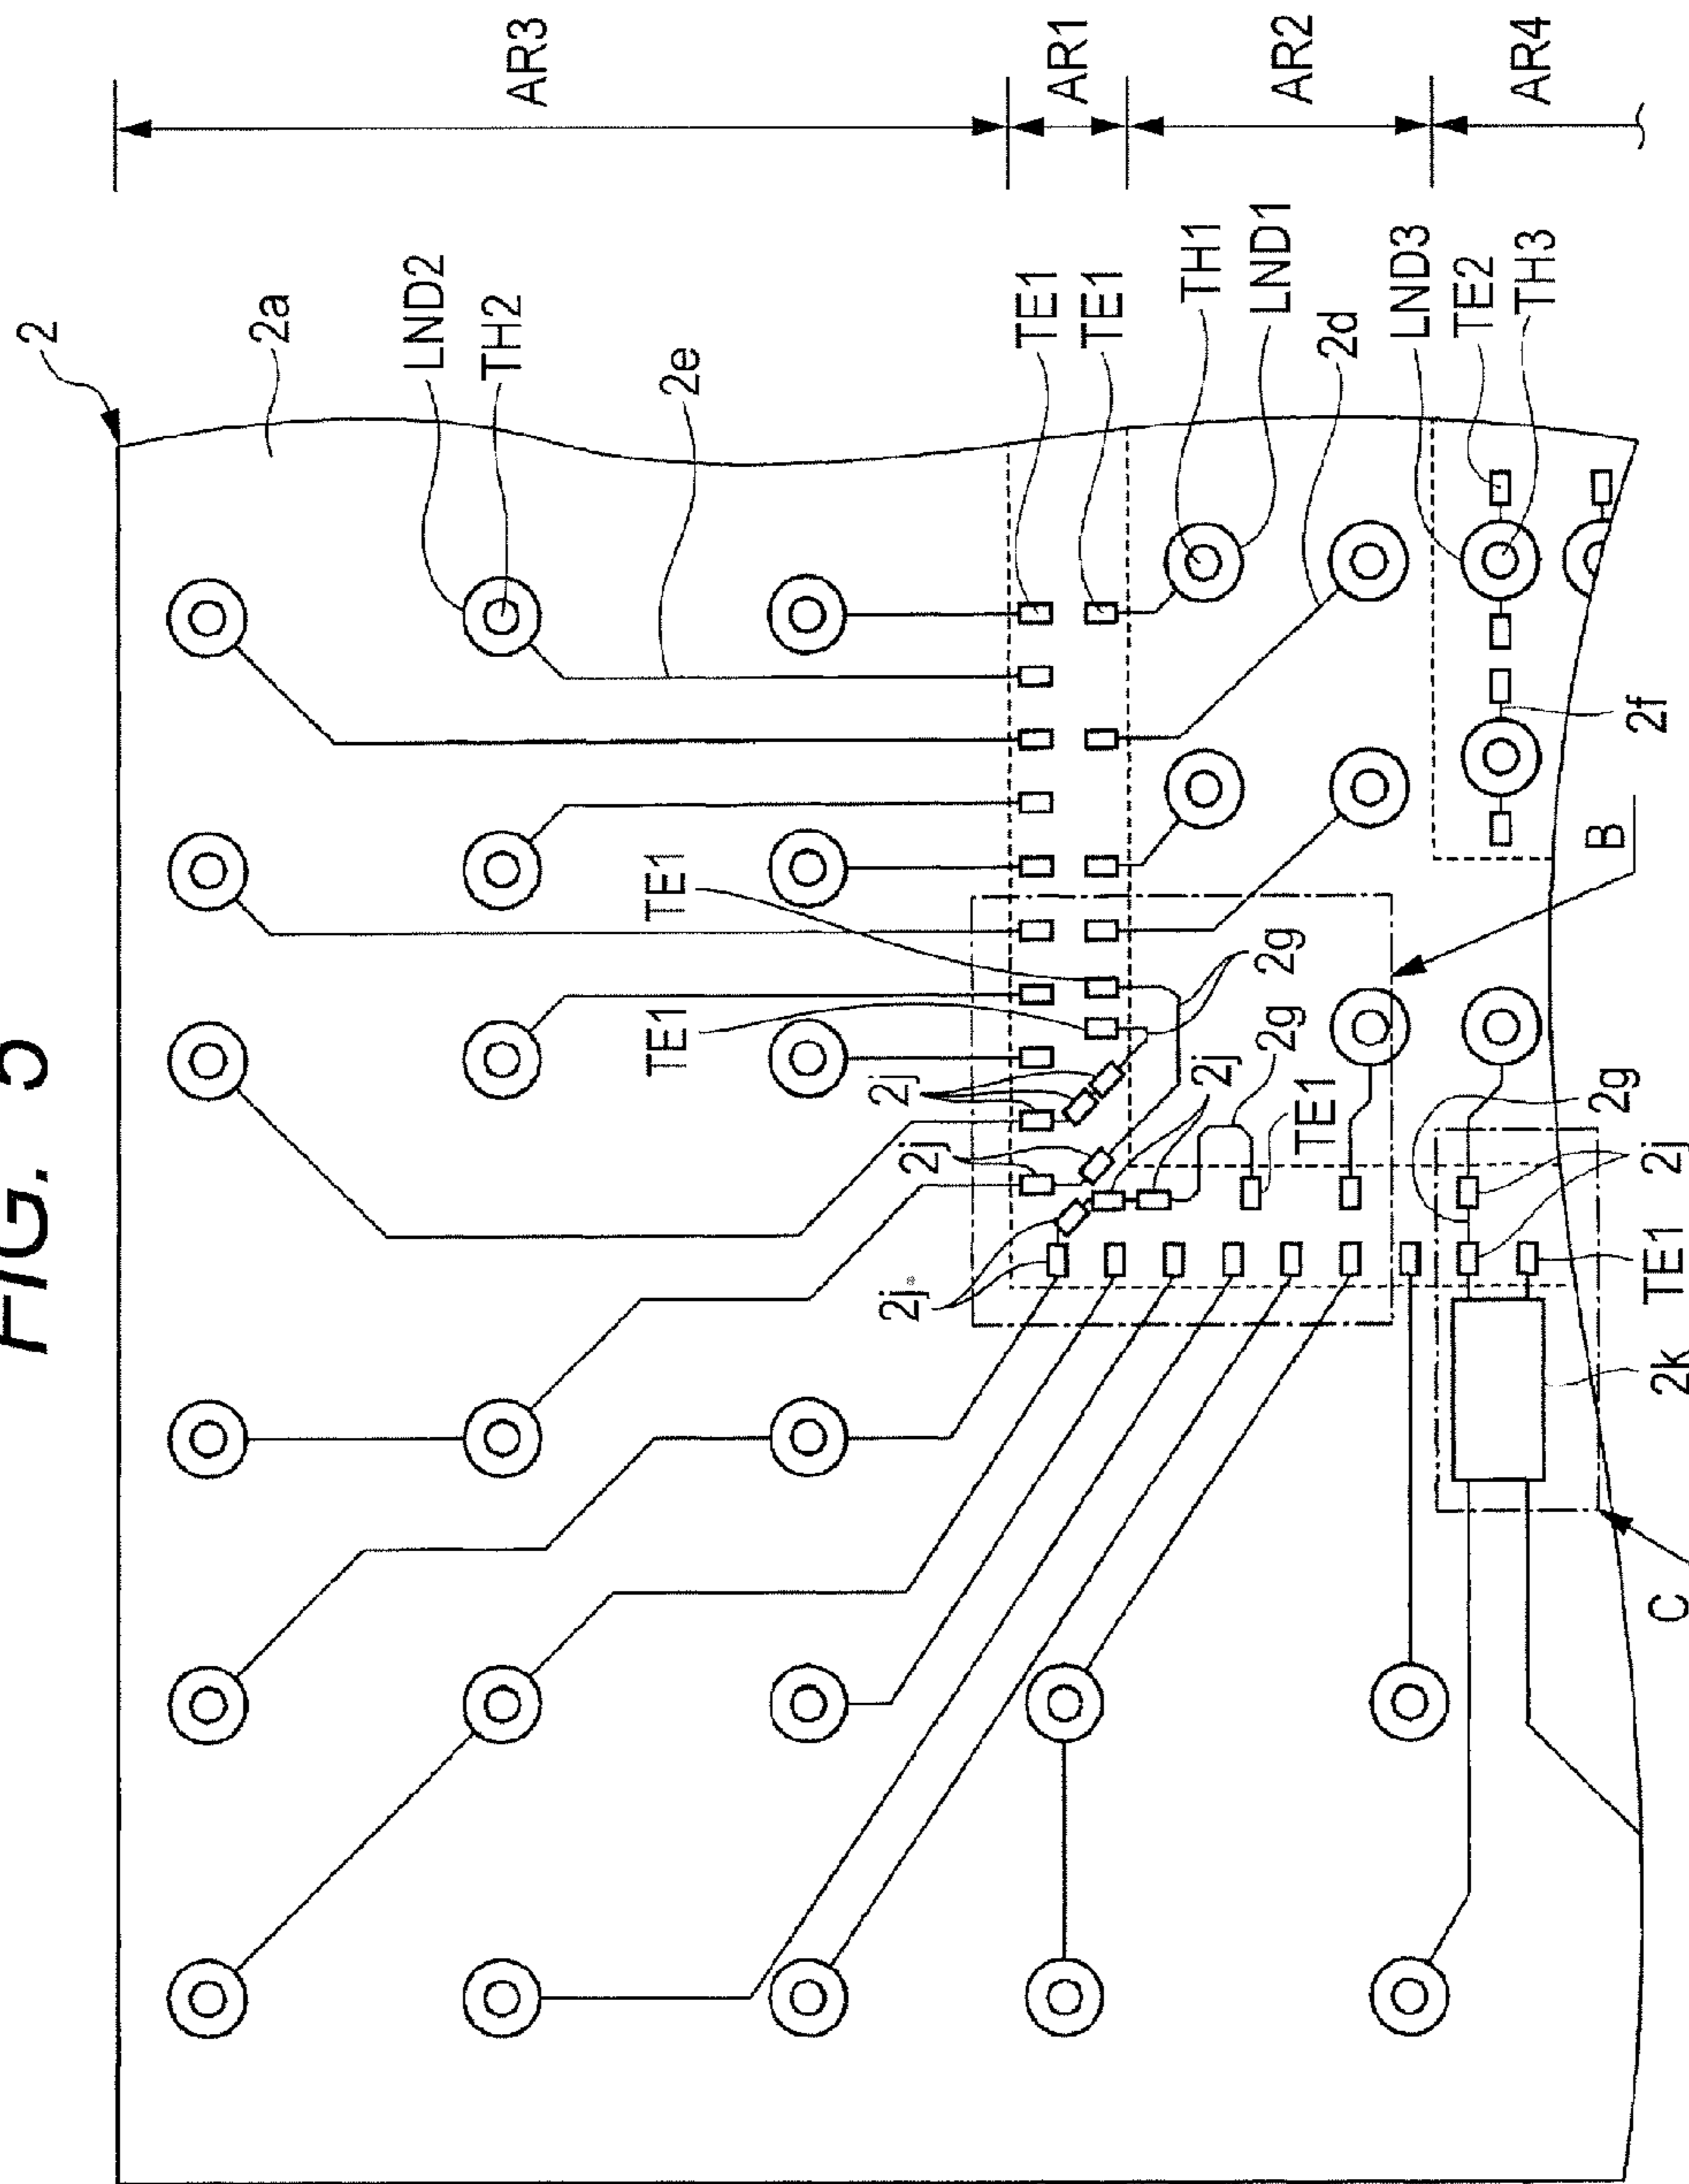 FIG. 5
2
2a
LND2
TH2
2e
AR3
AR1
AR2
AR4
TE1
TE1
TH1
LND1
2d
LND3
TE2
TH3
2f
B
TE1
TE1
2g
2g
2j
2j
2j
2j
TE1
2g
2j
TE1
2k
C